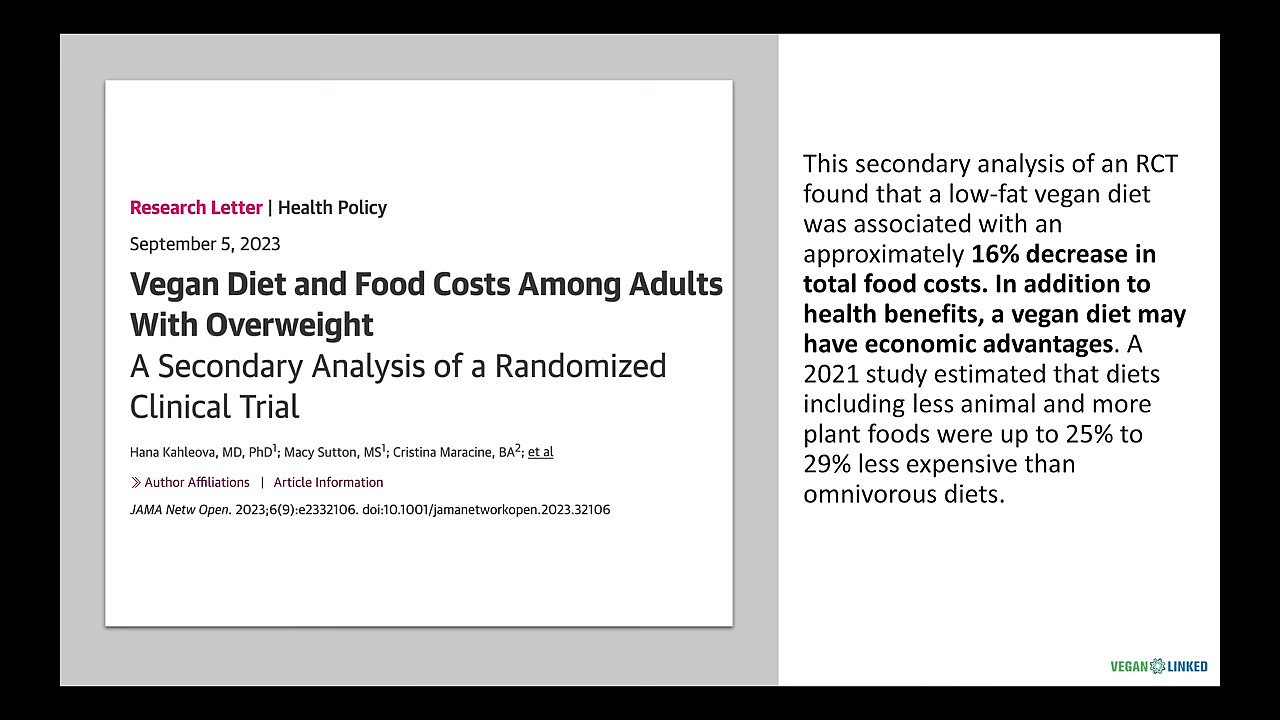 Research Letter | Health Policy
September 5, 2023
Vegan Diet and Food Costs Among Adults
With Overweight
A Secondary Analysis of a Randomized
Clinical Trial
Hana Kahleova, MD, PhD1; Macy Sutton, MS1; Cristina Maracine, BA2; et al
Author Affiliations | Article Information
JAMA Netw Open. 2023;6(9):e2332106. doi:10.1001/jamanetworkopen.2023.32106
This secondary analysis of an RCT
found that a low-fat vegan diet
was associated with an
approximately 16% decrease in
total food costs. In addition to
health benefits, a vegan diet may
have economic advantages. A
2021 study estimated that diets
including less animal and more
plant foods were up to 25% to
29% less expensive than
omnivorous diets.
VEGAN LINKED